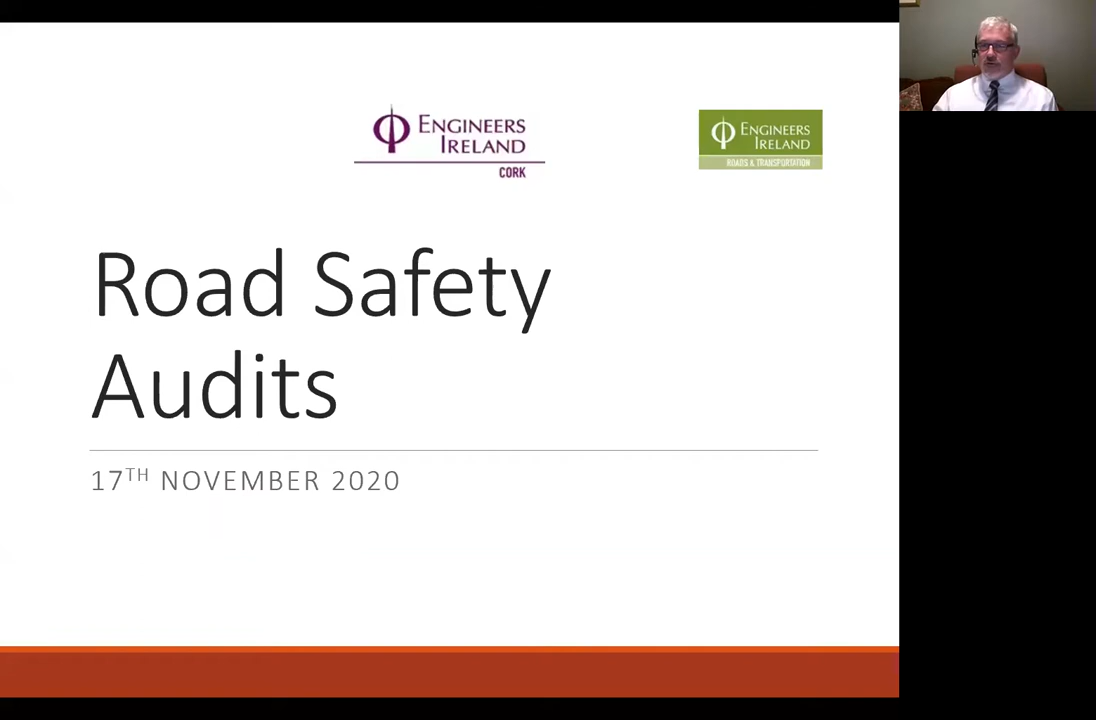 ENGINEERS
IRELAND
CORK
ENGINEERS
IRELAND
ROADS & TRANSPORTATION
Road Safety
Audits
17TH NOVEMBER 2020